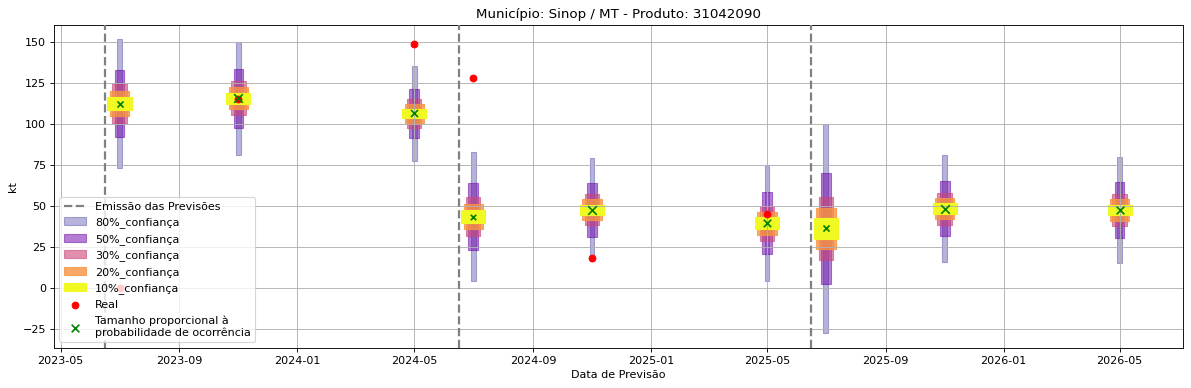 Município: Sinop / MT - Produto: 31042090
150
125
100
75
50
25
0
−25
kt
Emissão das Previsões
80%_confiança
50%_confiança
30%_confiança
20%_confiança
10%_confiança
Real
Tamanho proporcional à
probabilidade de ocorrência
2023-05
2023-09
2024-01
2024-05
2024-09
2025-01
2025-05
2025-09
2026-01
2026-05
Data de Previsão